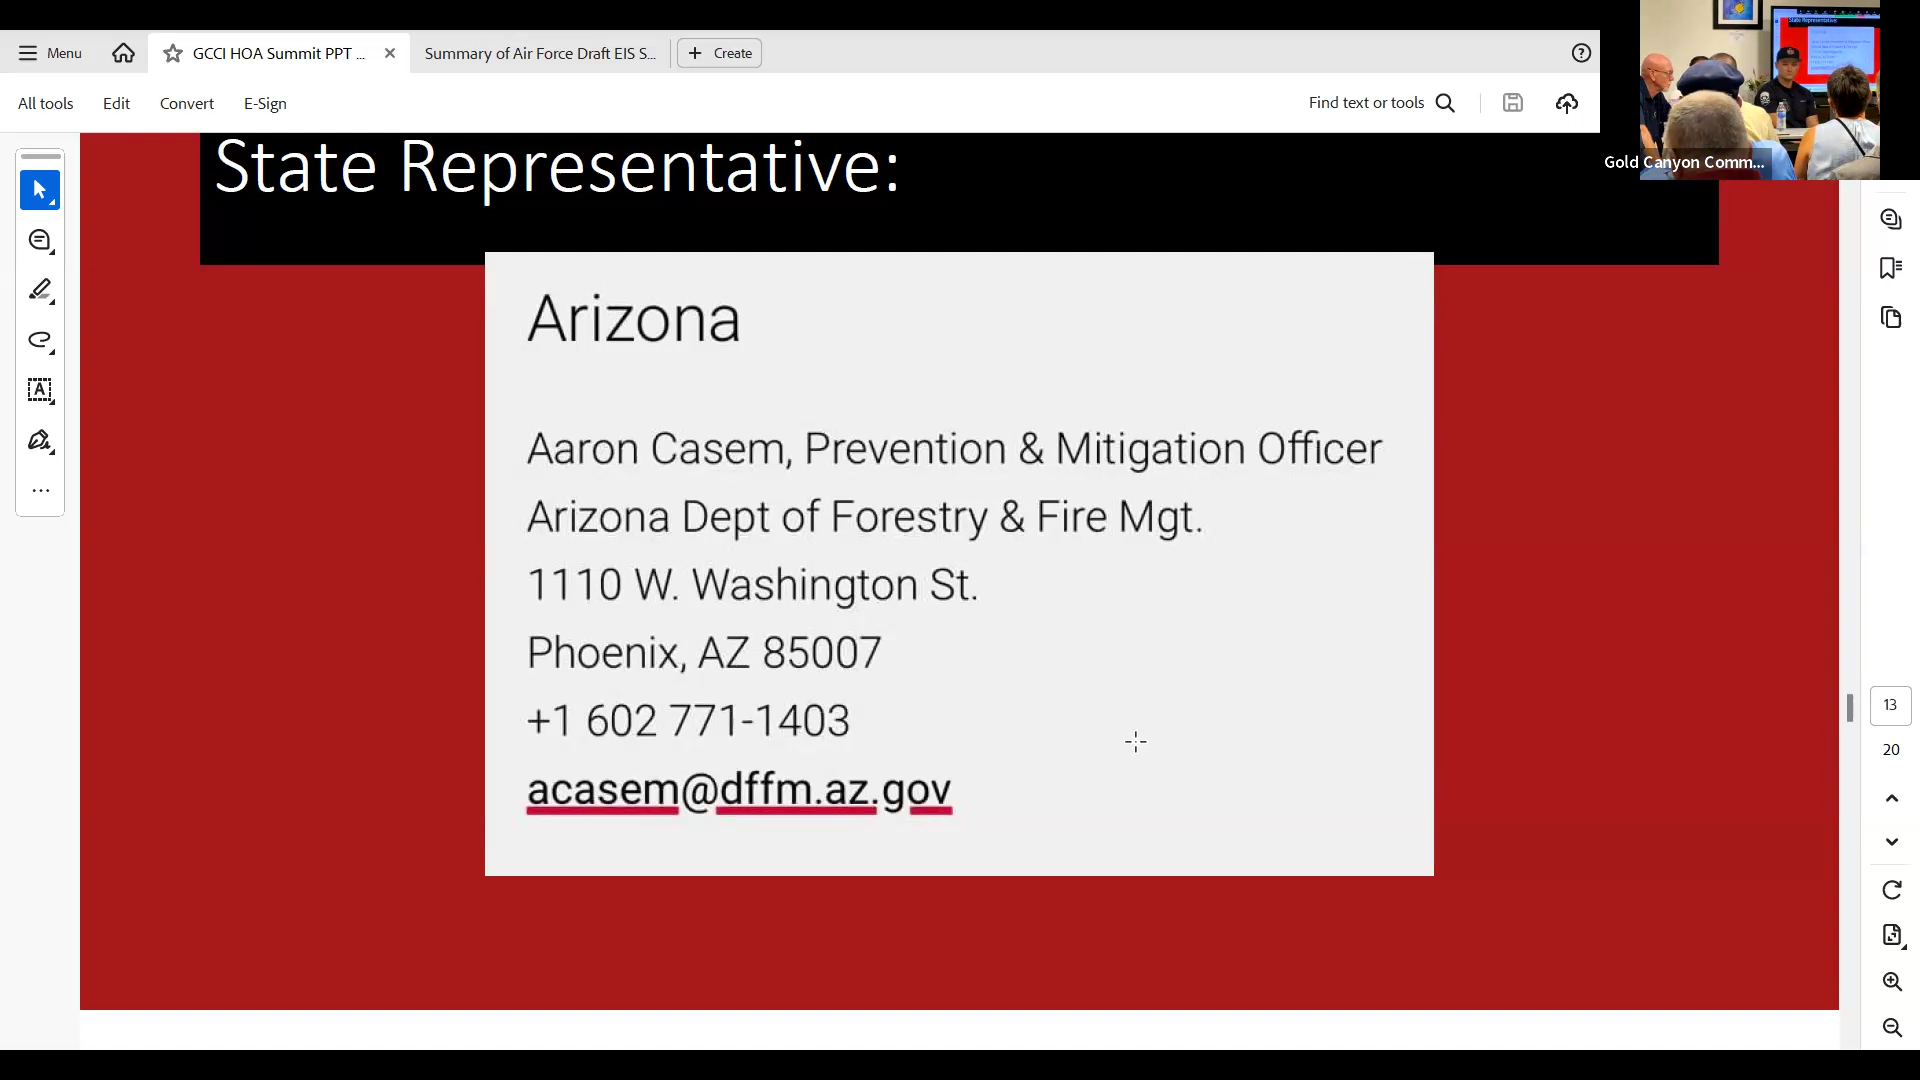 Menu
GCCI HOA Summit PPT ...
Summary of Air Force Draft EIS S...
Create
All tools
Edit
Convert
E-Sign
Find text or tools
Gold Canyon Comm...
State Representative:
State Representative:
Arizona
Aaron Casem, Prevention & Mitigation Officer
Arizona Dept of Forestry & Fire Mgt.
1110 W. Washington St.
Phoenix, AZ 85007
+1 602 771-1403
acasem@dffm.az.gov
13
20